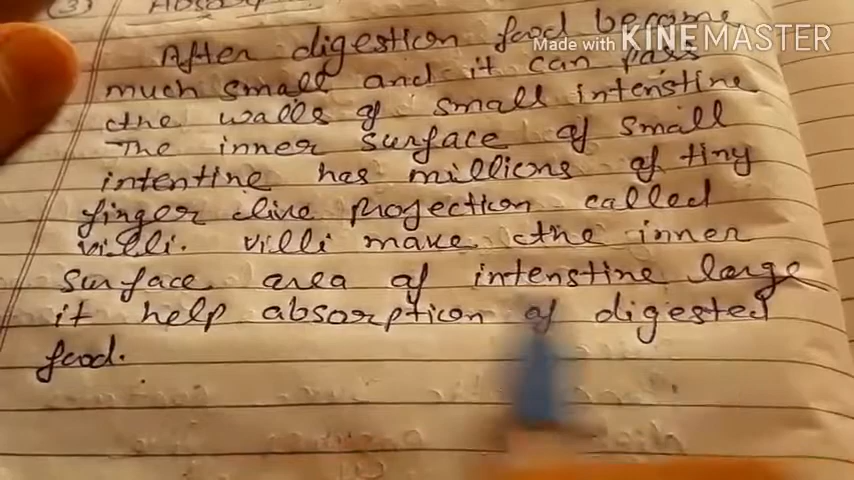 (3)
After digestion food become
Made with KINEMASTER
much small and it can pass
the walls of small intenstine
The inner surface of small
intentine has millions of tiny
finger like projection called
villi. villi make the inner
surface area of intenstine large
it help absorption of digested
food.